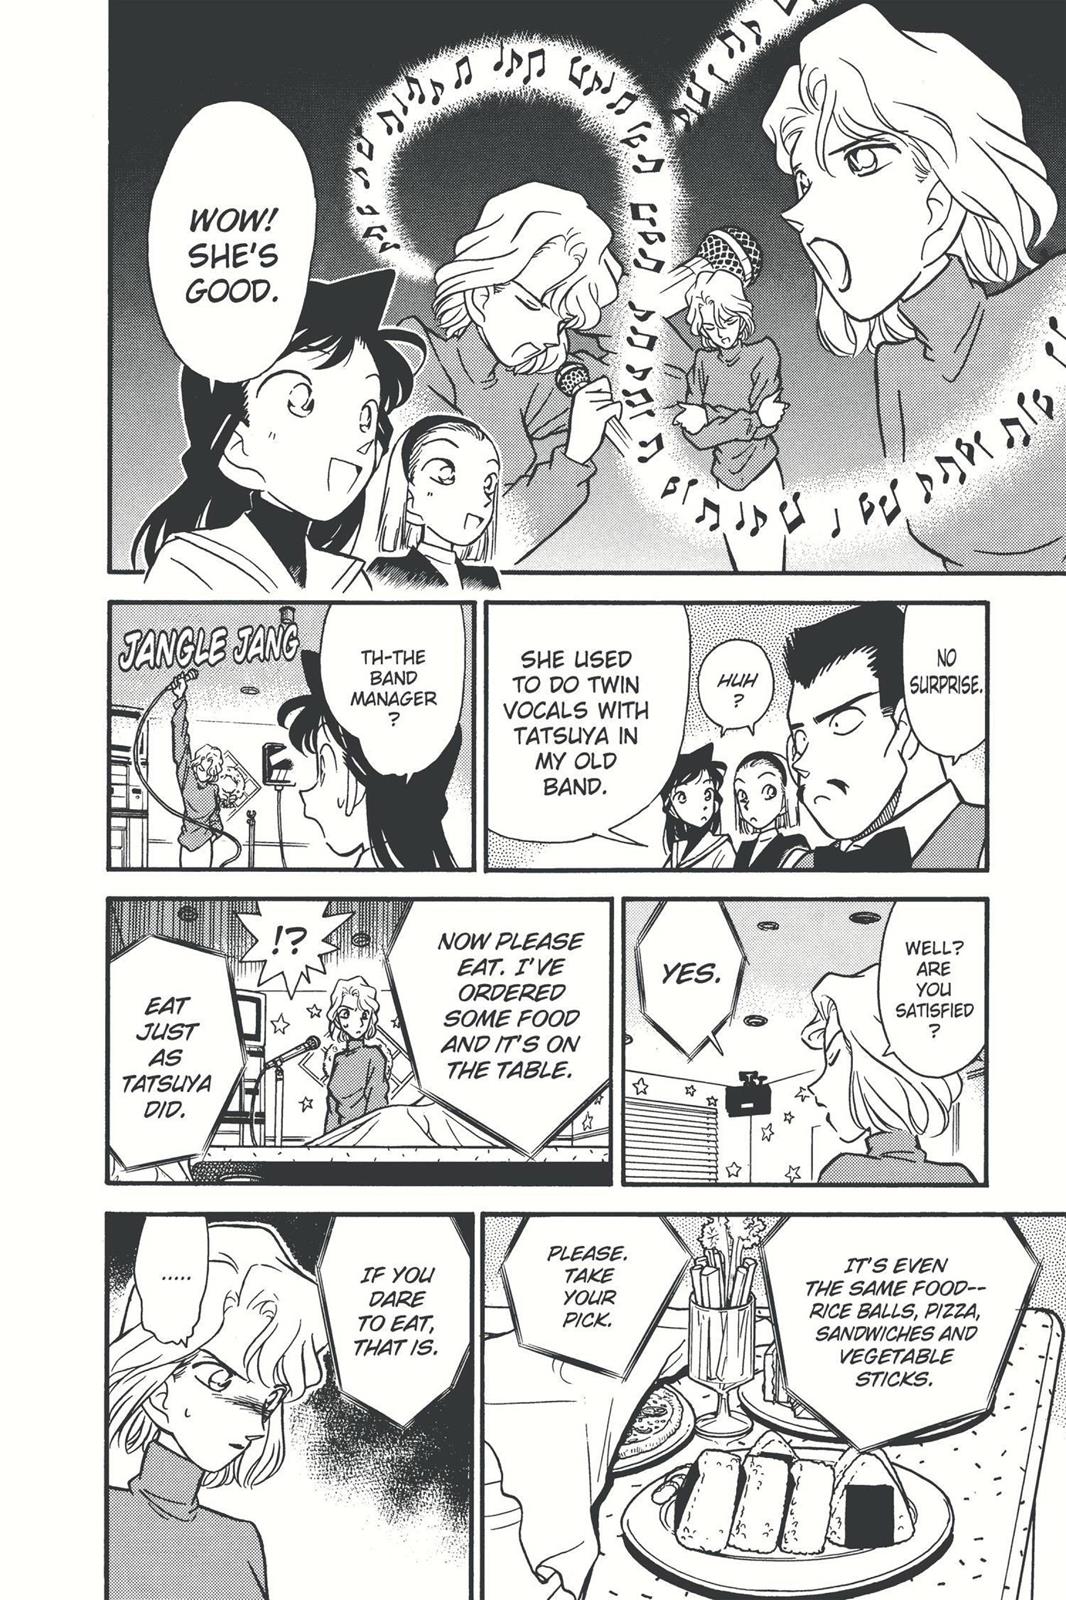 WOW!
SHE'S
GOOD.
NO
SURPRISE.
HUH
?
SHE USED
TO DO TWIN
VOCALS WITH
TATSUYA IN
MY OLD
BAND.
TH-THE
BAND
MANAGER
?
JANGLE JANG
WELL?
ARE
YOU
SATISFIED
?
YES.
NOW PLEASE
EAT. I'VE
ORDERED
SOME FOOD
AND IT'S ON
THE TABLE.
!?
EAT
JUST
AS
TATSUYA
DID.
IT'S EVEN
THE SAME FOOD--
RICE BALLS, PIZZA,
SANDWICHES AND
VEGETABLE
STICKS.
PLEASE.
TAKE
YOUR
PICK.
IF YOU
DARE
TO EAT,
THAT IS.
.....